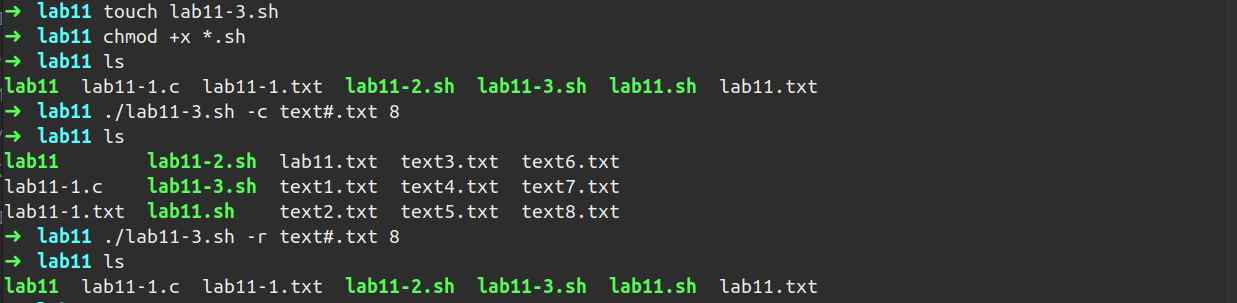 ➜ lab11 touch lab11-3.sh
➜ lab11 chmod +x *.sh
➜ lab11 ls
lab11 lab11-1.c lab11-1.txt lab11-2.sh lab11-3.sh lab11.sh lab11.txt
➜ lab11 ./lab11-3.sh -c text#.txt 8
➜ lab11 ls
lab11 lab11-2.sh lab11.txt text3.txt text6.txt
lab11-1.c lab11-3.sh text1.txt text4.txt text7.txt
lab11-1.txt lab11.sh text2.txt text5.txt text8.txt
➜ lab11 ./lab11-3.sh -r text#.txt 8
➜ lab11 ls
lab11 lab11-1.c lab11-1.txt lab11-2.sh lab11-3.sh lab11.sh lab11.txt